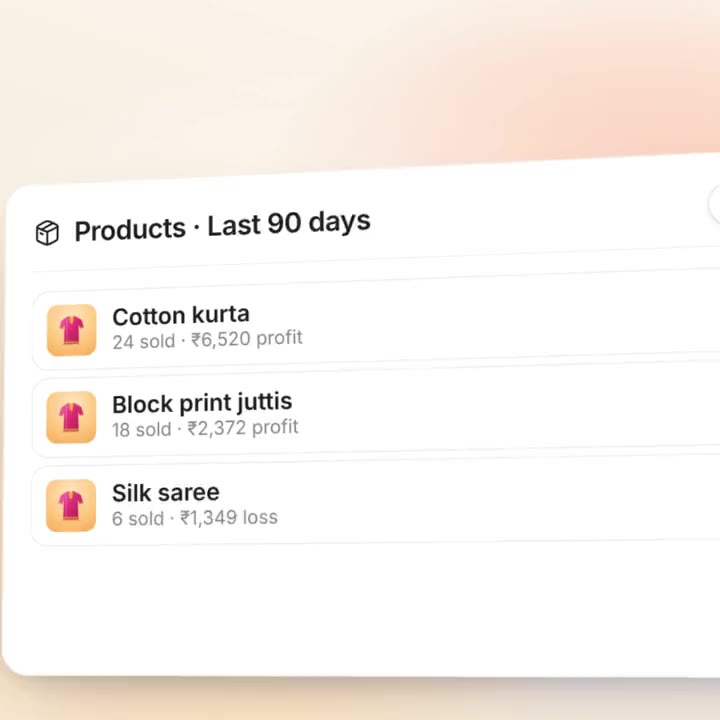 Products · Last 90 days
Cotton kurta
24 sold · ₹6,520 profit
Block print juttis
18 sold · ₹2,372 profit
Silk saree
6 sold · ₹1,349 loss